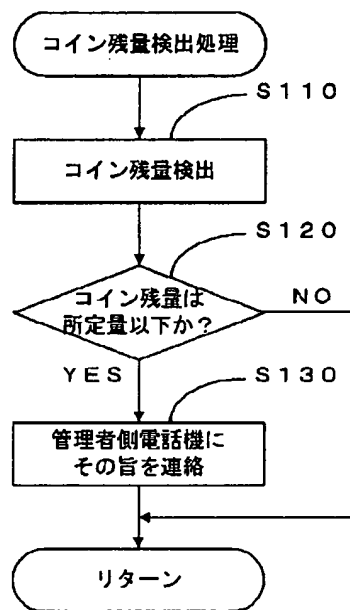 コイン残量検出処理
S110
コイン残量検出
S120
コイン残量は
所定量以下か？
NO
YES
S130
管理者側電話機に
その旨を連絡
リターン